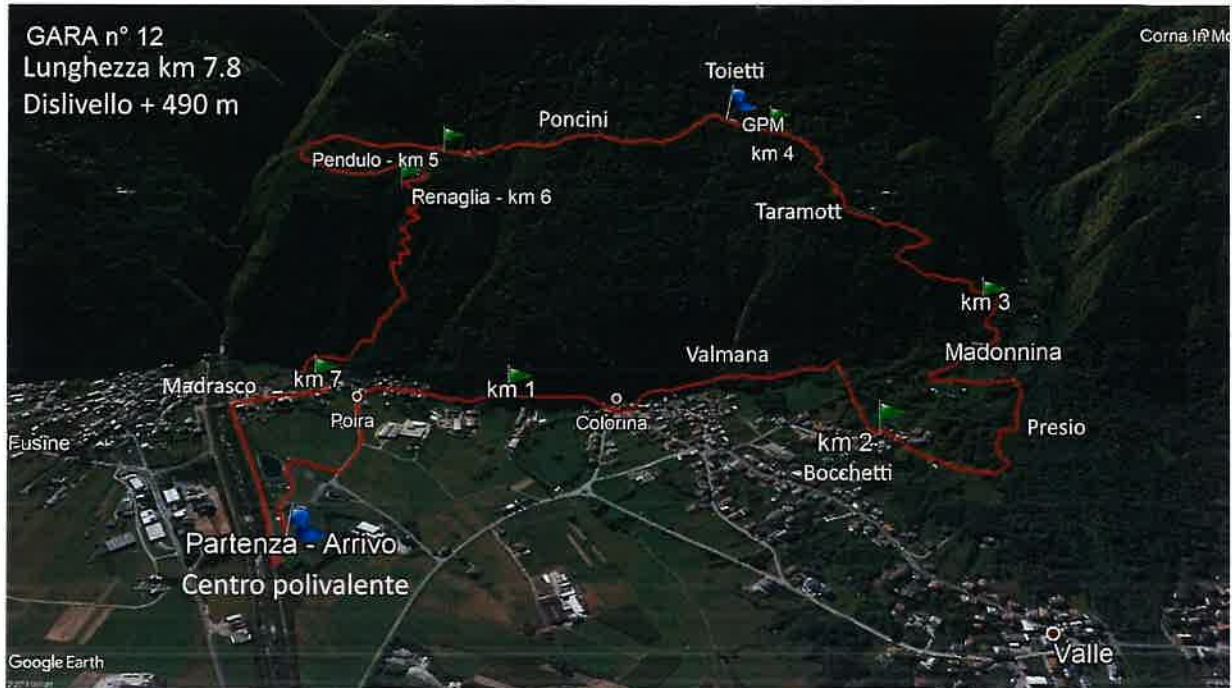 GARA n° 12
Lunghezza km 7.8
Dislivello + 490 m
Toietti
GPM
km 4
Poncini
Pendulo - km 5
Renaglia - km 6
Taramott
km 3
Madonnina
Valmana
km 1
km 7
Madrasco
Poira
Colorina
km 2
Bocchetti
Presio
Fusine
Partenza - Arrivo
Centro polivalente
Valle
Google Earth